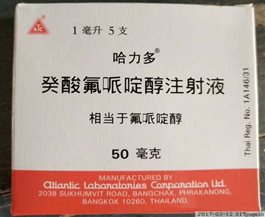 1 毫升 5 支
哈力多®
癸酸氟哌啶醇注射液
相当于氟哌啶醇
50 毫克
MANUFACTURED BY
Atlantic Laboratories Corporation Ltd.
2038 SUKHUMVIT ROAD, BANGCHAK, PHRAKANONG,
BANGKOK 10260, THAILAND.
Thai Reg. No. 1A146/31